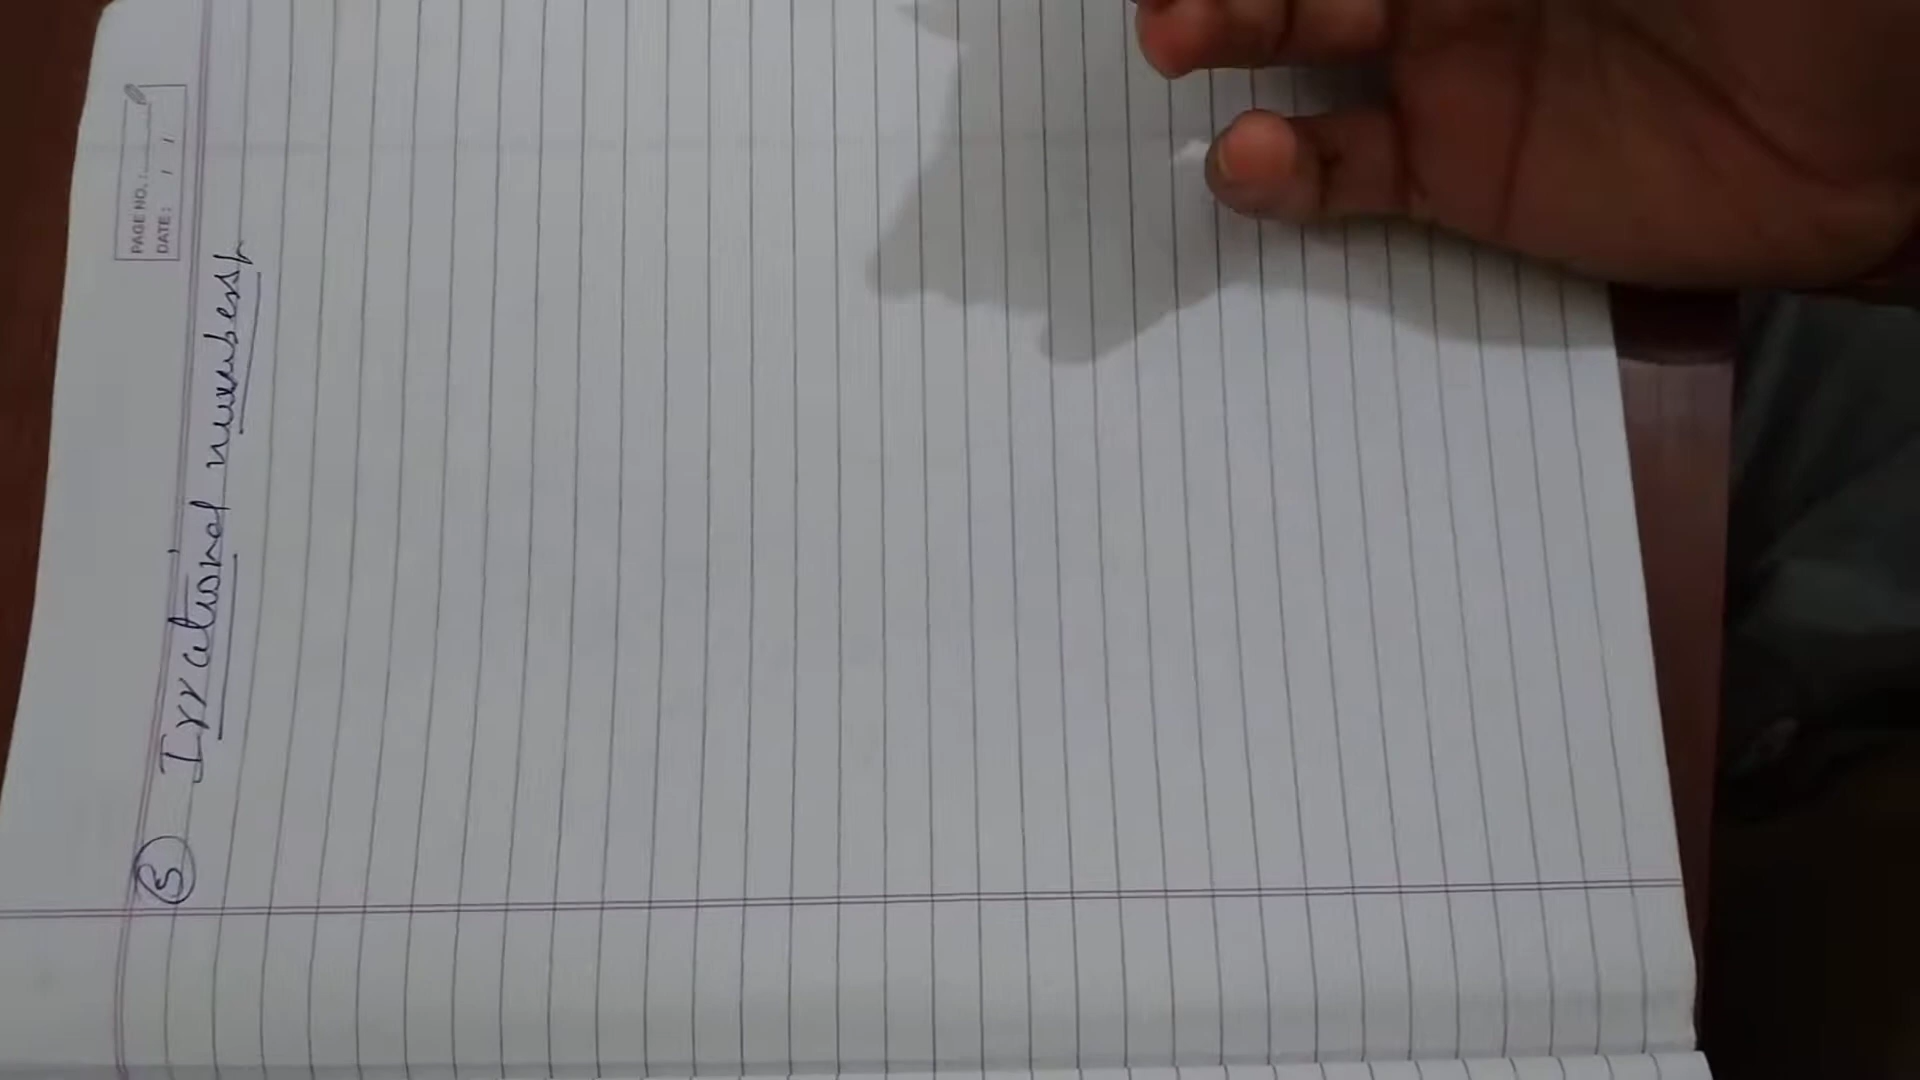 PAGE NO.:
DATE: / /
5 Irrational numbers: